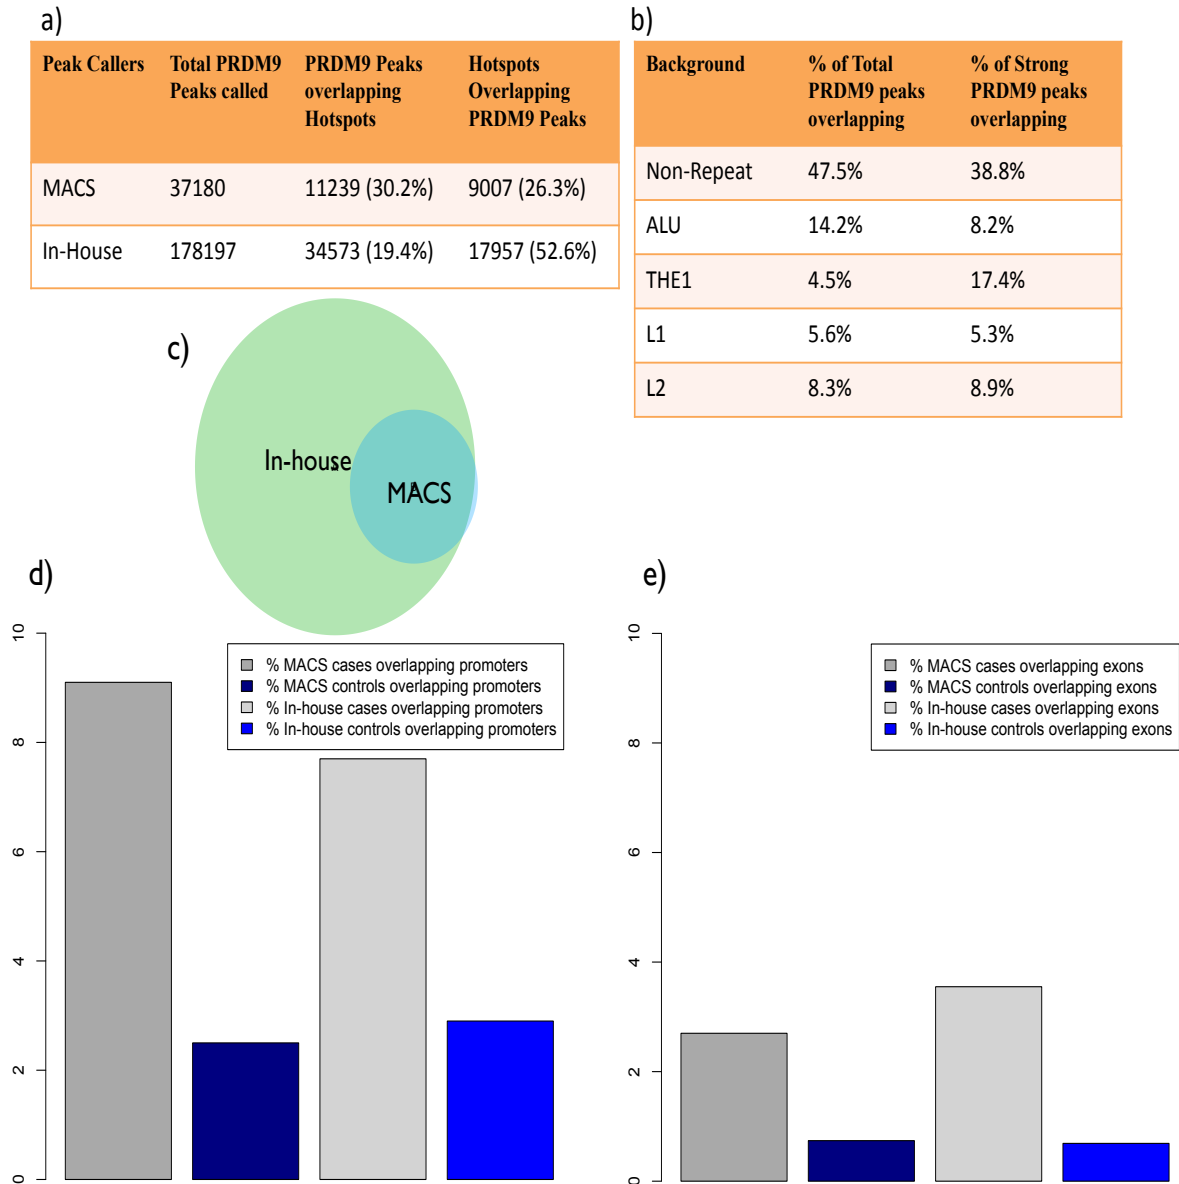 a)
Peak Callers Total PRDM9 PRDM9 Peaks Hotspots
Peaks called overlapping Overlapping
Hotspots PRDM9 Peaks
MACS 37180 11239 (30.2%) 9007 (26.3%)
In-House 178197 34573 (19.4%) 17957 (52.6%)
b)
Background % of Total % of Strong
PRDM9 peaks PRDM9 peaks
overlapping overlapping
Non-Repeat 47.5% 38.8%
ALU 14.2% 8.2%
THE1 4.5% 17.4%
L1 5.6% 5.3%
L2 8.3% 8.9%
c)
In-house
MACS
d)
10
8
6
4
2
0
% MACS cases overlapping promoters
% MACS controls overlapping promoters
% In-house cases overlapping promoters
% In-house controls overlapping promoters
e)
10
8
6
4
2
0
% MACS cases overlapping exons
% MACS controls overlapping exons
% In-house cases overlapping exons
% In-house controls overlapping exons